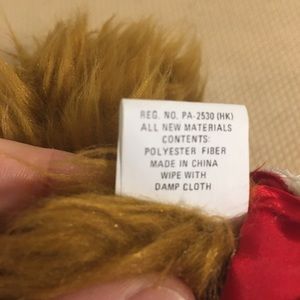 REG. NO. PA-2530 (HK)
ALL NEW MATERIALS
CONTENTS:
POLYESTER FIBER
MADE IN CHINA
WIPE WITH
DAMP CLOTH